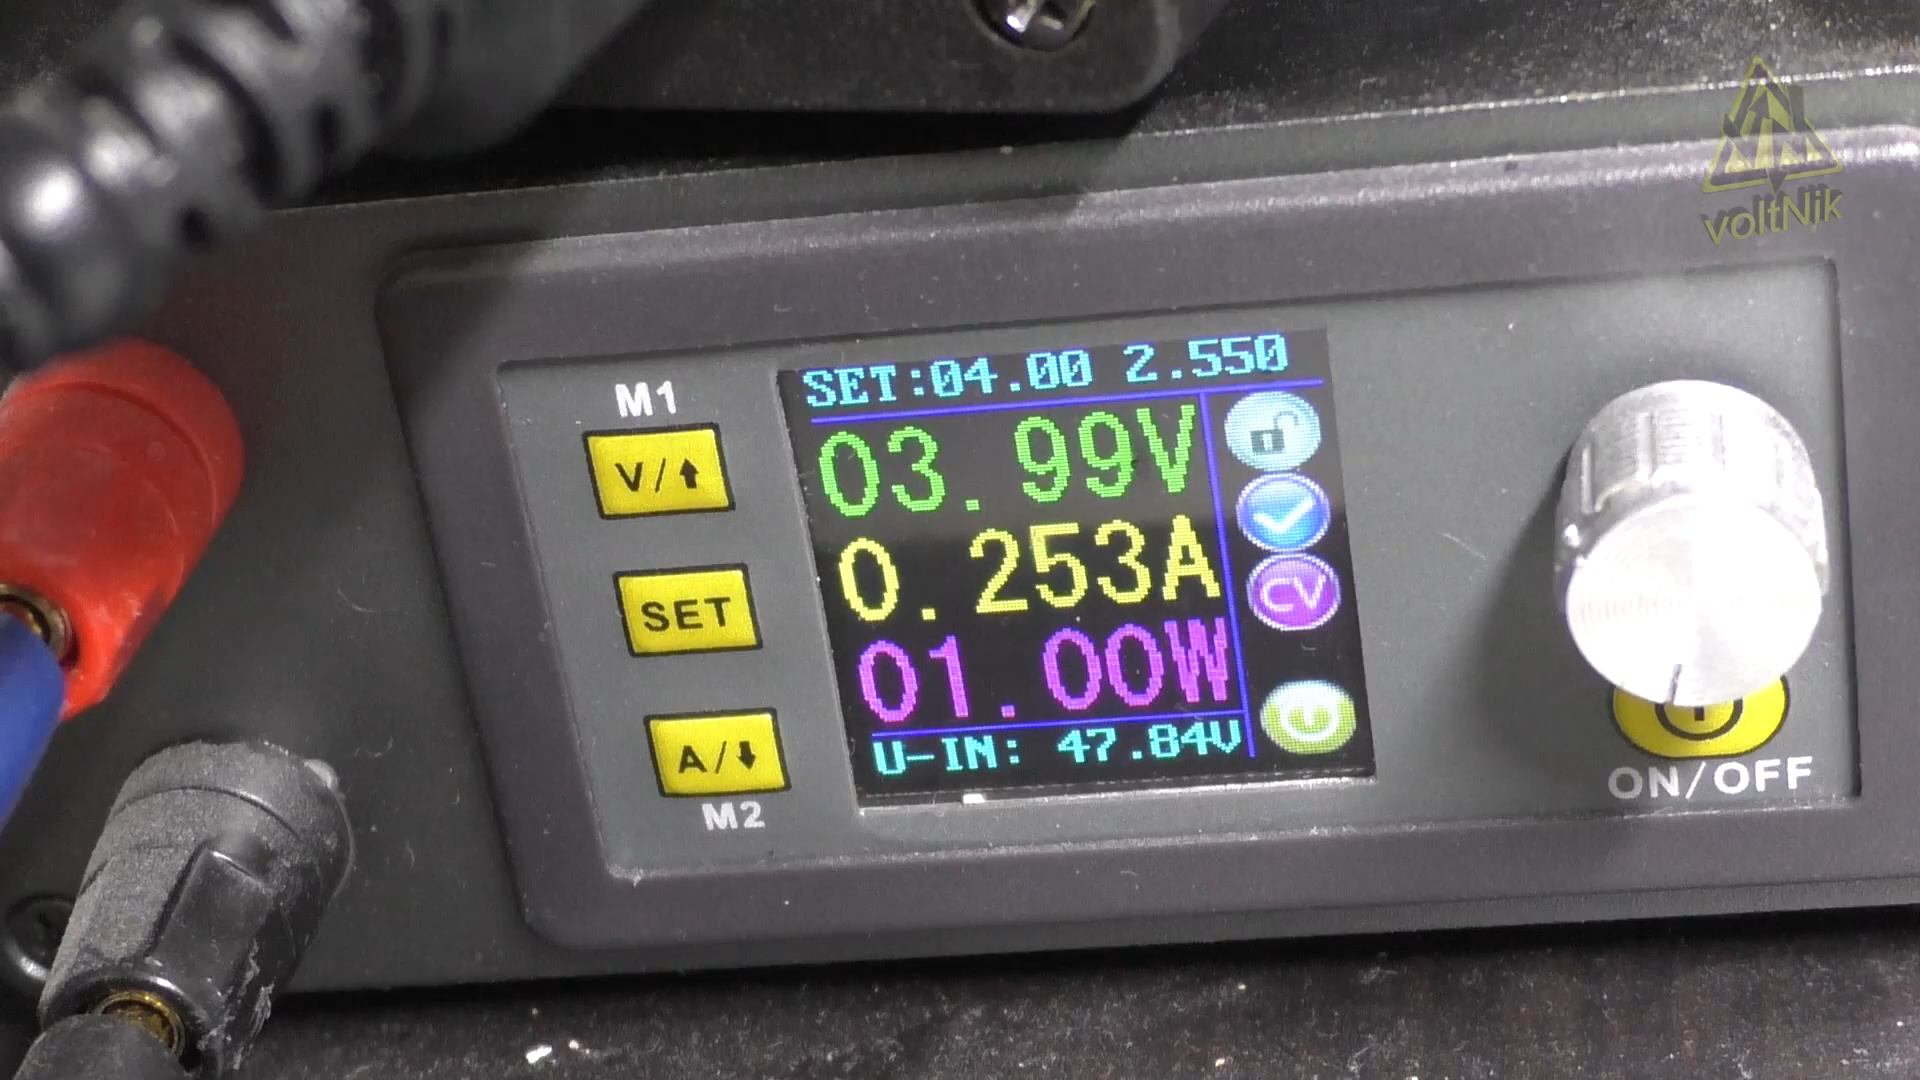 voltNik
M1
V/↑
SET
A/↓
M2
SET:04.00 2.550
03.99V
0.253A
01.00W
U-IN: 47.84V
CV
ON/OFF